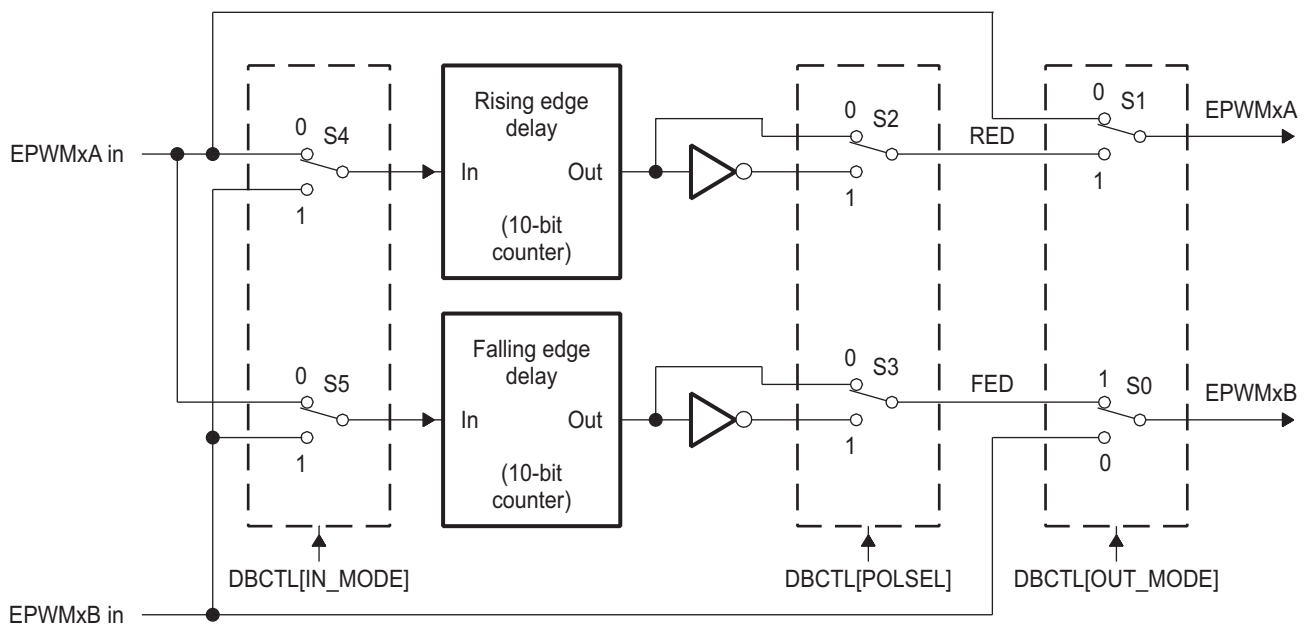 0
S4
1
EPWMxA in
Rising edge
delay
In
Out
(10-bit
counter)
0
S2
1
RED
0
S1
1
EPWMxA
0
S5
1
Falling edge
delay
In
Out
(10-bit
counter)
0
S3
1
FED
1
S0
0
EPWMxB
DBCTL[IN_MODE]
DBCTL[POLSEL]
DBCTL[OUT_MODE]
EPWMxB in